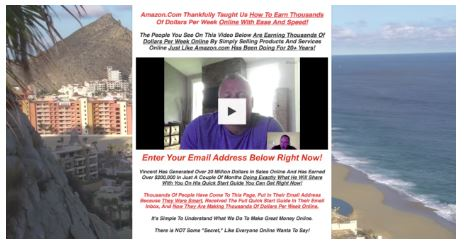 Amazon.Com Thankfully Taught Us How To Earn Thousands
Of Dollars Per Week Online With Ease And Speed!
The People You See On This Video Below Are Earning Thousands Of
Dollars Per Week Online By Simply Selling Products And Services
Online Just Like Amazon.com Has Been Doing For 20+ Years!
Enter Your Email Address Below Right Now!
Vincent Has Generated Over 20 Million Dollars In Sales Online And Has Earned
Over $200,000 In Just A Couple Of Months Doing Exactly What He Will Share
With You On His Quick Start Guide You Can Get Right Now!
Thousands Of People Have Come To This Page, Put In Their Email Address
Because They Were Smart, Received The Full Quick Start Guide In Their Email
Inbox, And Now They Are Making Thousands Of Dollars Per Week Online.
It's Simple To Understand What We Do To Make Great Money Online.
There is NOT Some "Secret," Like Everyone Online Wants To Say!